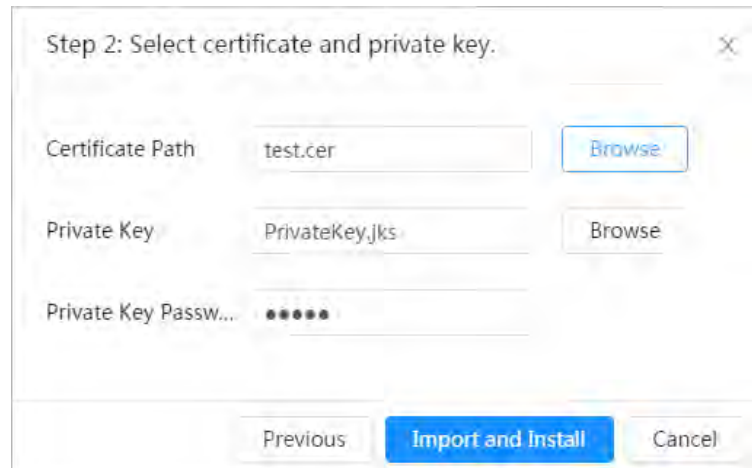 Step 2: Select certificate and private key.
Certificate Path test.cer Browse
Private Key PrivateKey.jks Browse
Private Key Passw... ●●●●●
Previous Import and Install Cancel